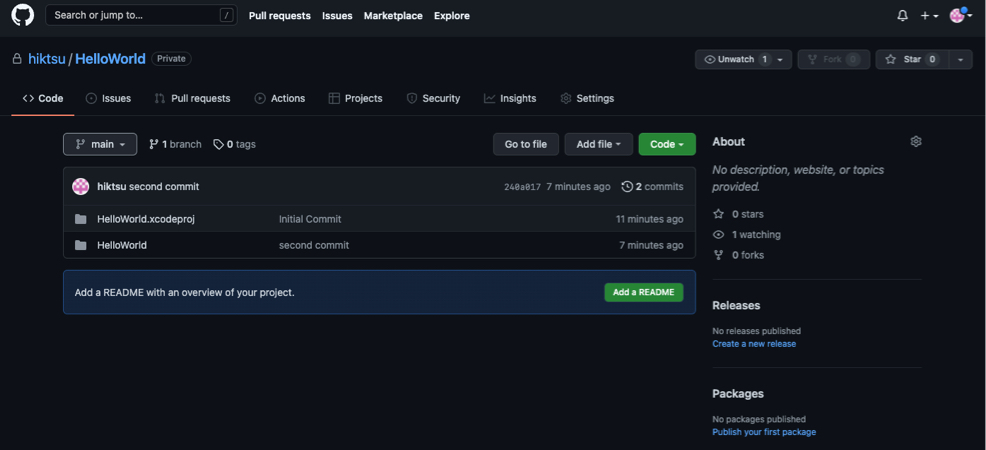 Search or jump to... /
Pull requests Issues Marketplace Explore
hiktsu / HelloWorld Private
Unwatch 1 Fork 0 Star 0
Code Issues Pull requests Actions Projects Security Insights Settings
main 1 branch 0 tags Go to file Add file Code
hiktsu second commit 240a017 7 minutes ago 2 commits
HelloWorld.xcodeproj Initial Commit 11 minutes ago
HelloWorld second commit 7 minutes ago
Add a README with an overview of your project. Add a README
About
No description, website, or topics
provided.
0 stars
1 watching
0 forks
Releases
No releases published
Create a new release
Packages
No packages published
Publish your first package